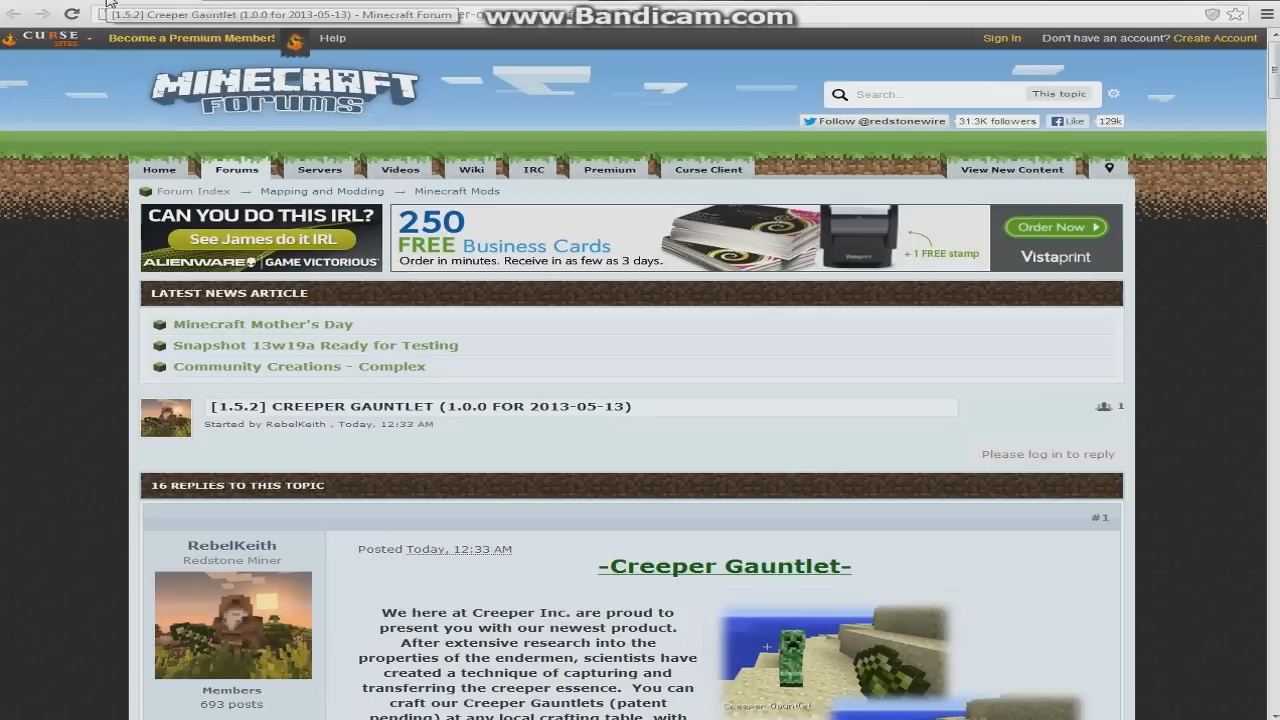 [1.5.2] Creeper Gauntlet (1.0.0 for 2013-05-13) - Minecraft Forum
www.Bandicam.com
CURSE
SITES
Become a Premium Member!
Help
Sign In
Don't have an account? Create Account
MINECRAFT
FORUMS
Search...
This topic
Follow @redstonewire
31.3K followers
Like
129k
Home
Forums
Servers
Videos
Wiki
IRC
Premium
Curse Client
View New Content
Forum Index → Mapping and Modding → Minecraft Mods
CAN YOU DO THIS IRL?
See James do it IRL
ALIENWARE | GAME VICTORIOUS
250
FREE Business Cards
Order in minutes. Receive in as few as 3 days.
+ 1 FREE stamp
Order Now
Vistaprint
LATEST NEWS ARTICLE
Minecraft Mother's Day
Snapshot 13w19a Ready for Testing
Community Creations - Complex
[1.5.2] CREEPER GAUNTLET (1.0.0 FOR 2013-05-13)
1
Started by RebelKeith , Today, 12:33 AM
Please log in to reply
16 REPLIES TO THIS TOPIC
#1
RebelKeith
Redstone Miner
Members
693 posts
Posted Today, 12:33 AM
-Creeper Gauntlet-
We here at Creeper Inc. are proud to
present you with our newest product.
After extensive research into the
properties of the endermen, scientists have
created a technique of capturing and
transferring the creeper essence. You can
craft our Creeper Gauntlets (patent
pending) at any local crafting table, with
Creeper Gauntlet